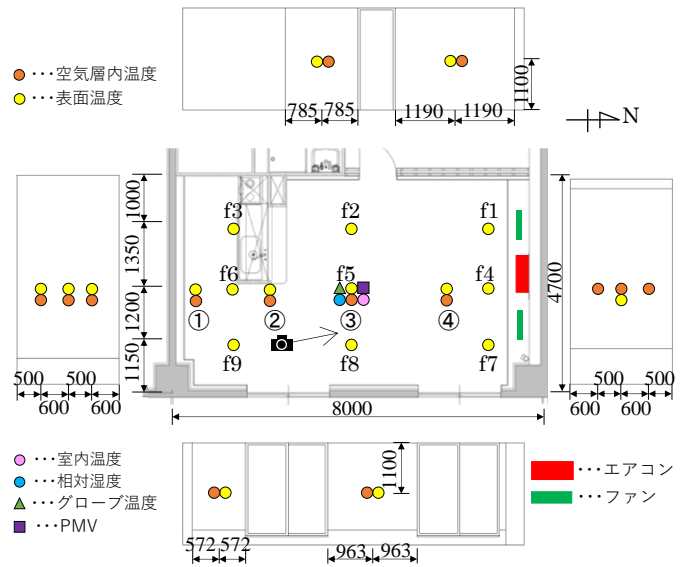 ●・・・空気層内温度
●・・・表面温度
785
785
1190
1190
1100
N
1000
1350
1200
1150
f3
f2
f1
f6
f5
f4
①
②
③
④
f9
f8
f7
4700
8000
500
600
500
600
500
600
500
600
室内温度
・・・相対湿度
・・・グローブ温度
・・・PMV
1100
572
572
963
963
・・・エアコン
・・・ファン